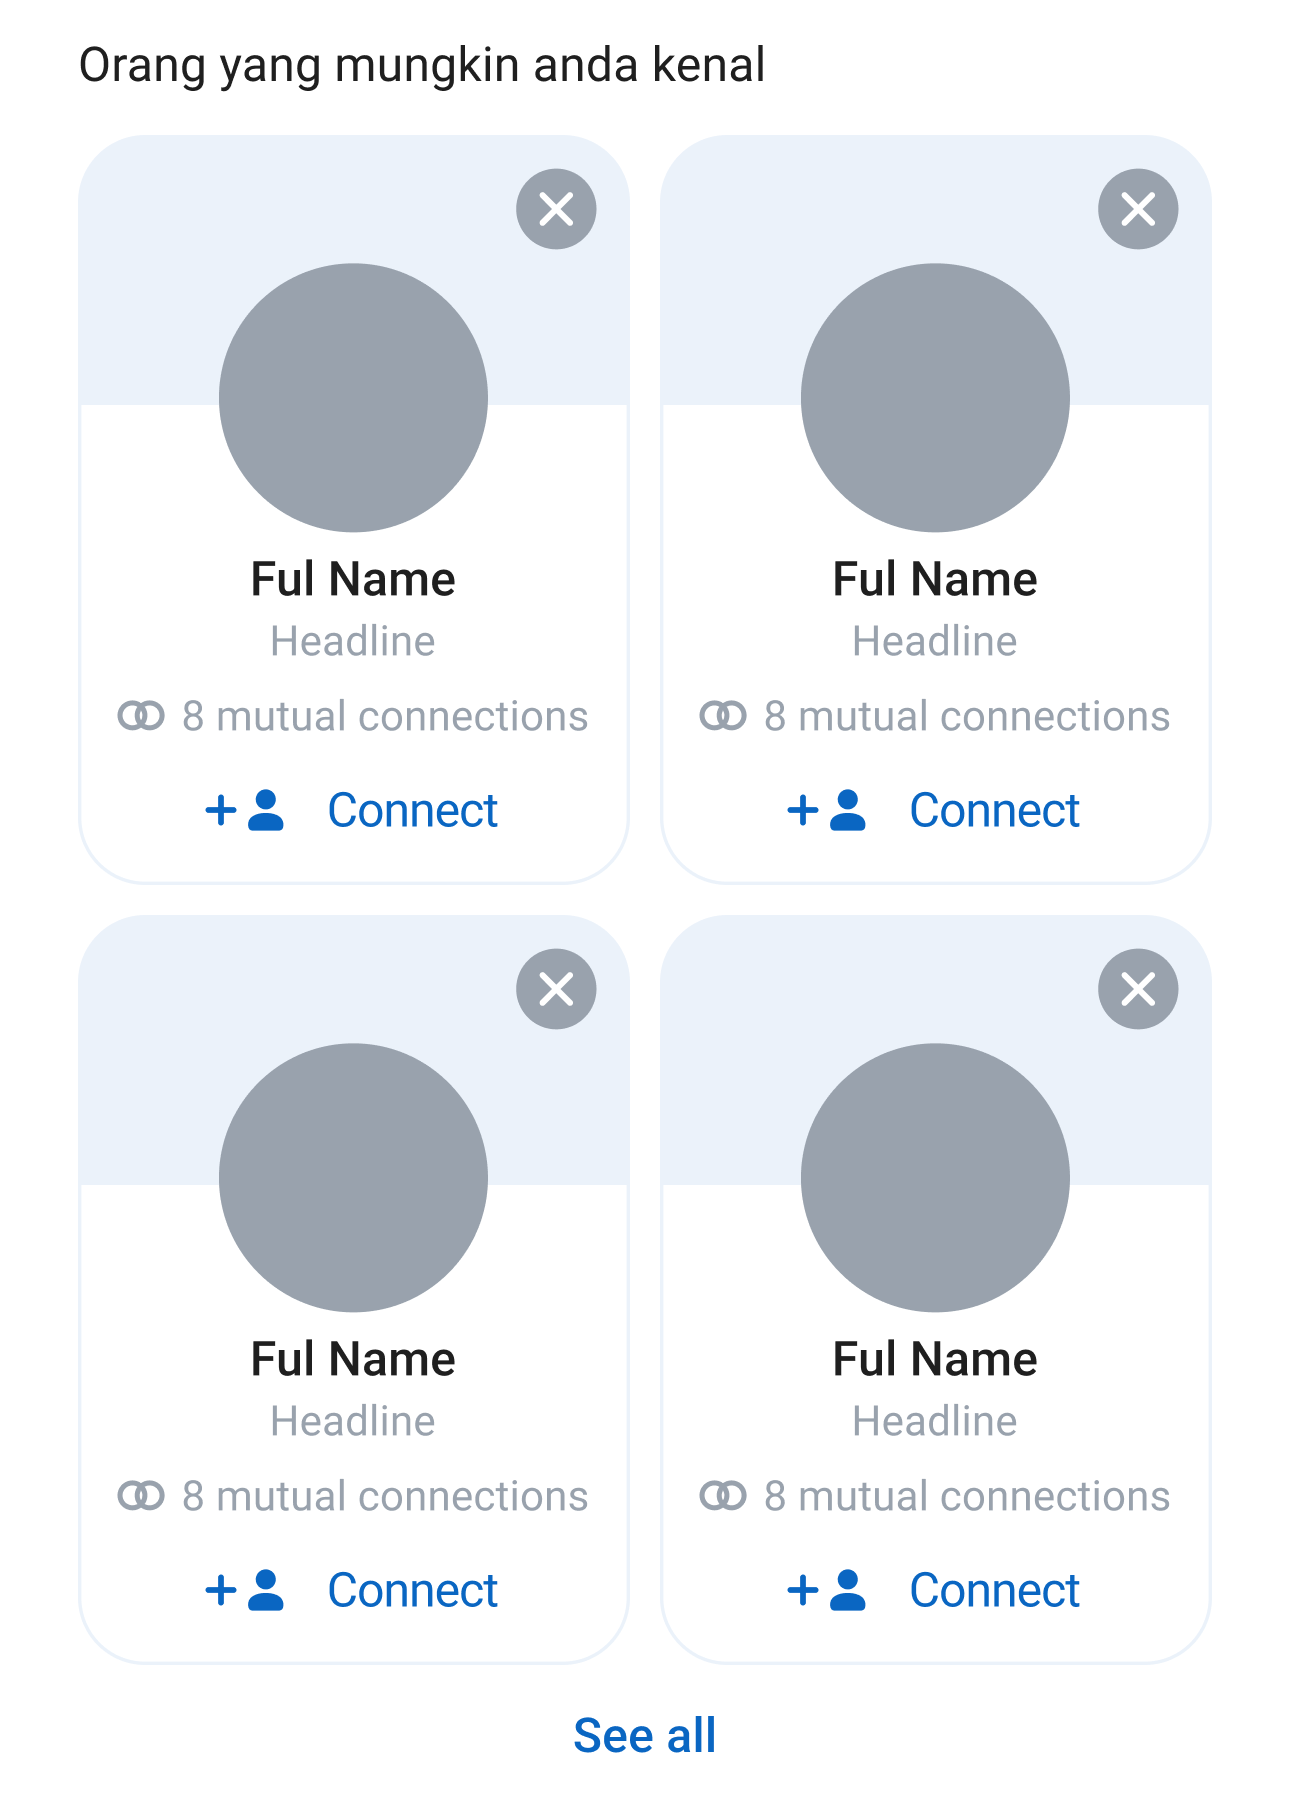 Orang yang mungkin anda kenal
Ful Name
Headline
8 mutual connections
Connect
Ful Name
Headline
8 mutual connections
Connect
Ful Name
Headline
8 mutual connections
Connect
Ful Name
Headline
8 mutual connections
Connect
See all